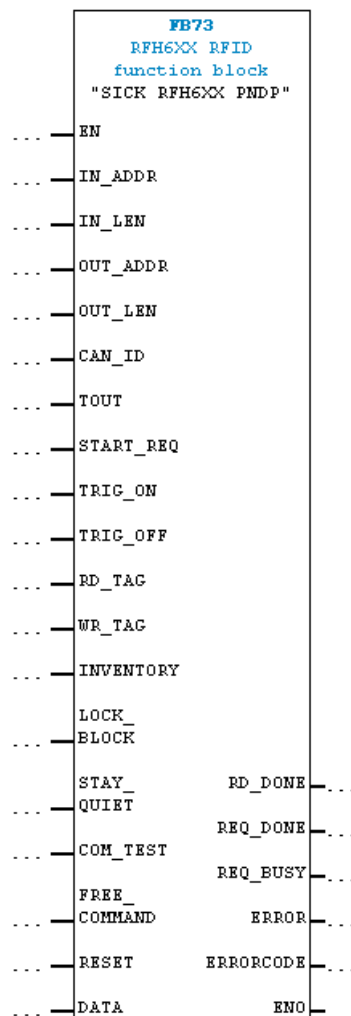 FB73
RFH6XX RFID
function block
"SICK RFH6XX PNDP"
... EN
... IN_ADDR
... IN_LEN
... OUT_ADDR
... OUT_LEN
... CAN_ID
... TOUT
... START_REQ
... TRIG_ON
... TRIG_OFF
... RD_TAG
... WR_TAG
... INVENTORY
LOCK_
... BLOCK
STAY_ RD_DONE ...
... QUIET
REQ_DONE ...
... COM_TEST
REQ_BUSY ...
FREE_
... COMMAND ERROR ...
... RESET ERRORCODE ...
... DATA ENO